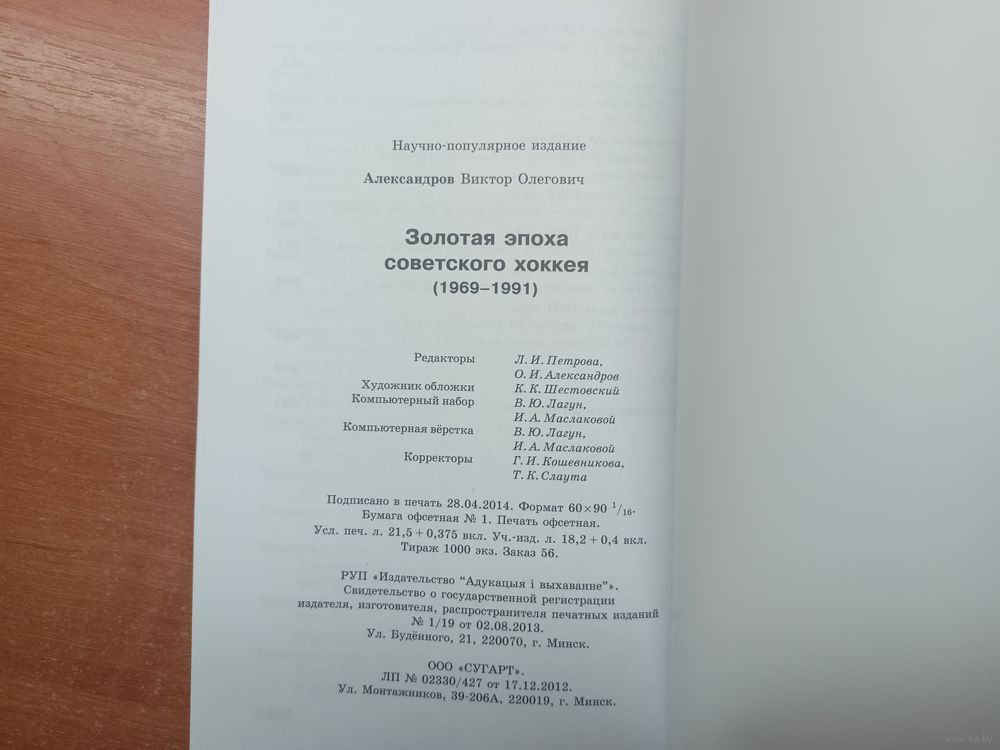 Научно-популярное издание
Александров Виктор Олегович
Золотая эпоха
советского хоккея
(1969–1991)
Редакторы Л. И. Петрова,
О. И. Александров
Художник обложки К. К. Шестовский
Компьютерный набор В. Ю. Лагун,
И. А. Маслаковой
Компьютерная вёрстка В. Ю. Лагун,
И. А. Маслаковой
Корректоры Г. И. Кошевникова,
Т. К. Слаута
Подписано в печать 28.04.2014. Формат 60×90 1/16.
Бумага офсетная № 1. Печать офсетная.
Усл. печ. л. 21,5 + 0,375 вкл. Уч.-изд. л. 18,2 + 0,4 вкл.
Тираж 1000 экз. Заказ 56.
РУП «Издательство “Адукацыя і выхаванне”».
Свидетельство о государственной регистрации
издателя, изготовителя, распространителя печатных изданий
№ 1/19 от 02.08.2013.
Ул. Будённого, 21, 220070, г. Минск.
ООО «СУГАРТ».
ЛП № 02330/427 от 17.12.2012.
Ул. Монтажников, 39-206А, 220019, г. Минск.
www.ay.by